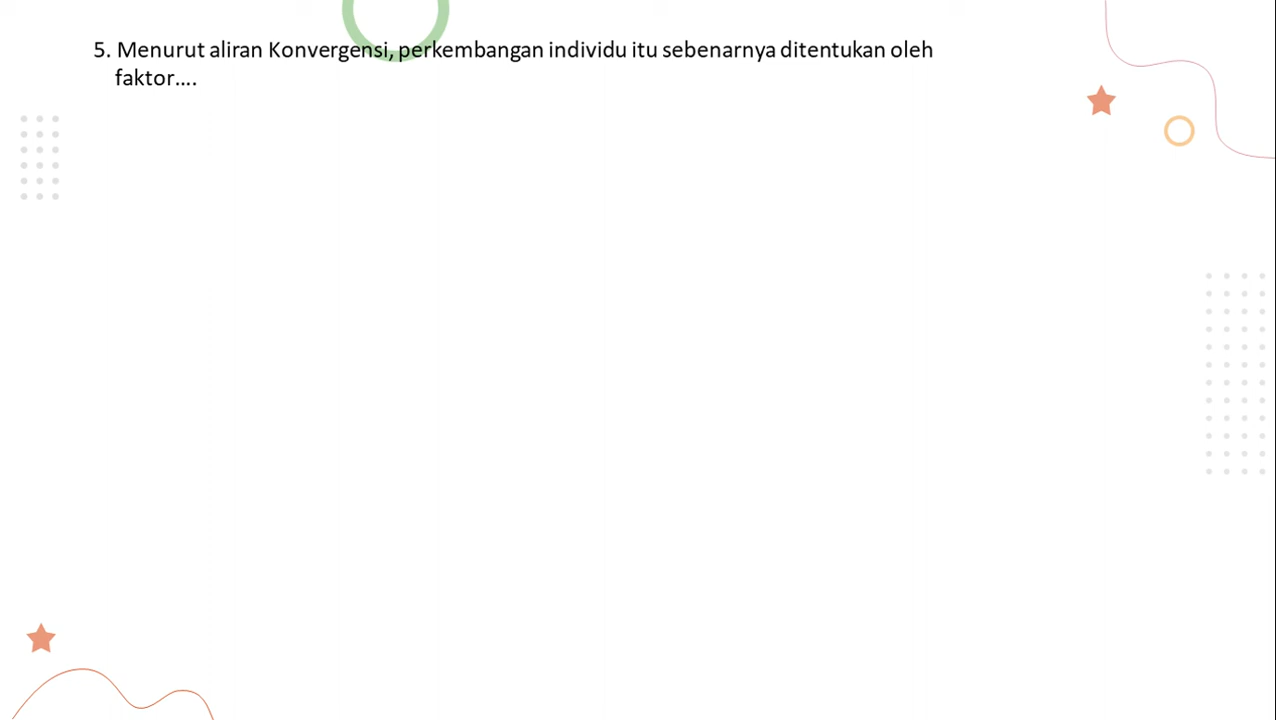 5. Menurut aliran Konvergensi, perkembangan individu itu sebenarnya ditentukan oleh
faktor....